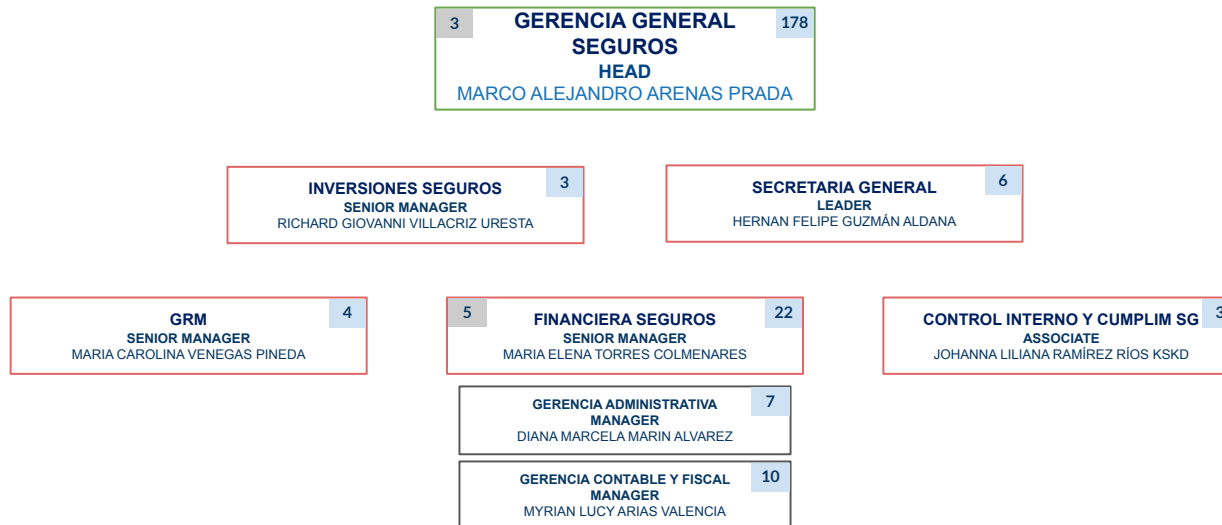 3
GERENCIA GENERAL
178
SEGUROS
HEAD
MARCO ALEJANDRO ARENAS PRADA
INVERSIONES SEGUROS
3
SENIOR MANAGER
RICHARD GIOVANNI VILLACRIZ URESTA
SECRETARIA GENERAL
6
LEADER
HERNAN FELIPE GUZMÁN ALDANA
GRM
4
SENIOR MANAGER
MARIA CAROLINA VENEGAS PINEDA
5
FINANCIERA SEGUROS
22
SENIOR MANAGER
MARIA ELENA TORRES COLMENARES
CONTROL INTERNO Y CUMPLIM SG
3
ASSOCIATE
JOHANNA LILIANA RAMÍREZ RÍOS KSKD
GERENCIA ADMINISTRATIVA
7
MANAGER
DIANA MARCELA MARIN ALVAREZ
GERENCIA CONTABLE Y FISCAL
10
MANAGER
MYRIAN LUCY ARIAS VALENCIA